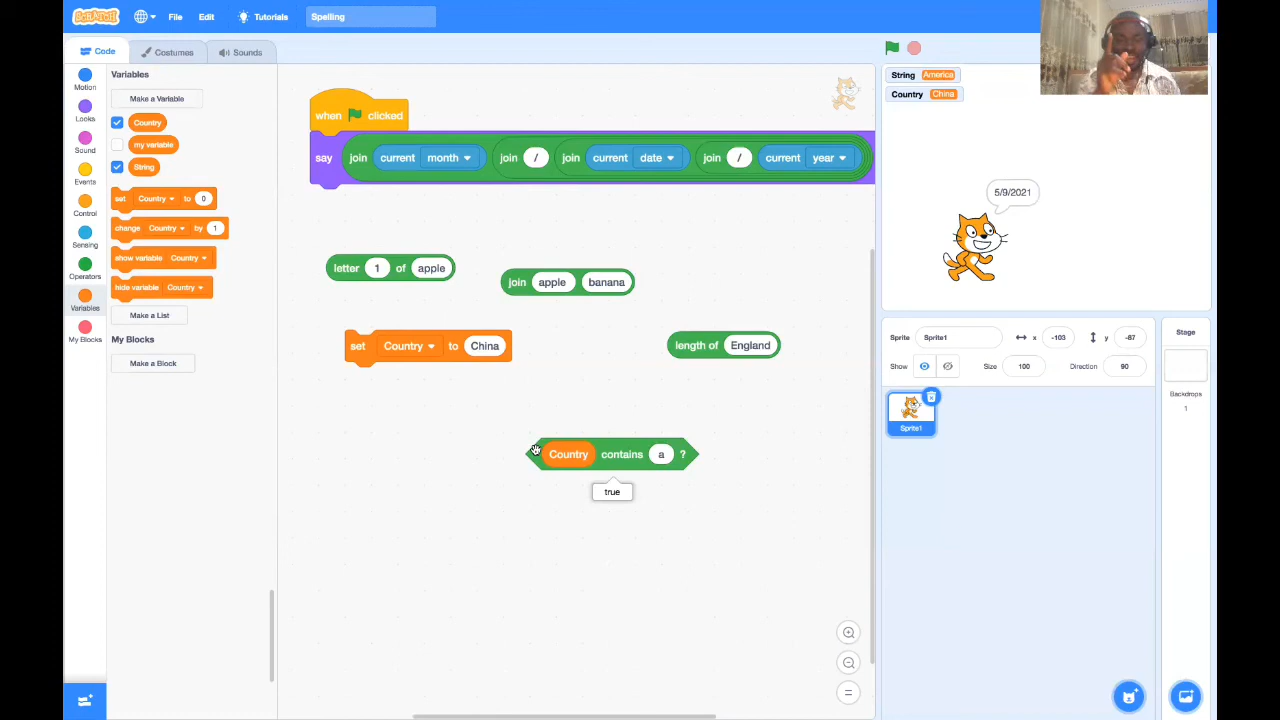 SCRATCH File Edit Tutorials Spelling
Code Costumes Sounds
Motion
Looks
Sound
Events
Control
Sensing
Operators
Variables
My Blocks
Variables
Make a Variable
Country
my variable
String
set Country to 0
change Country by 1
show variable Country
hide variable Country
Make a List
My Blocks
Make a Block
when clicked
say join current month join / join current date join / current year
letter 1 of apple
join apple banana
set Country to China
length of England
Country contains a ?
true
String America
Country China
5/9/2021
Sprite Sprite1 x -103 y -87
Show Size 100 Direction 90
Sprite1
Stage
Backdrops
1